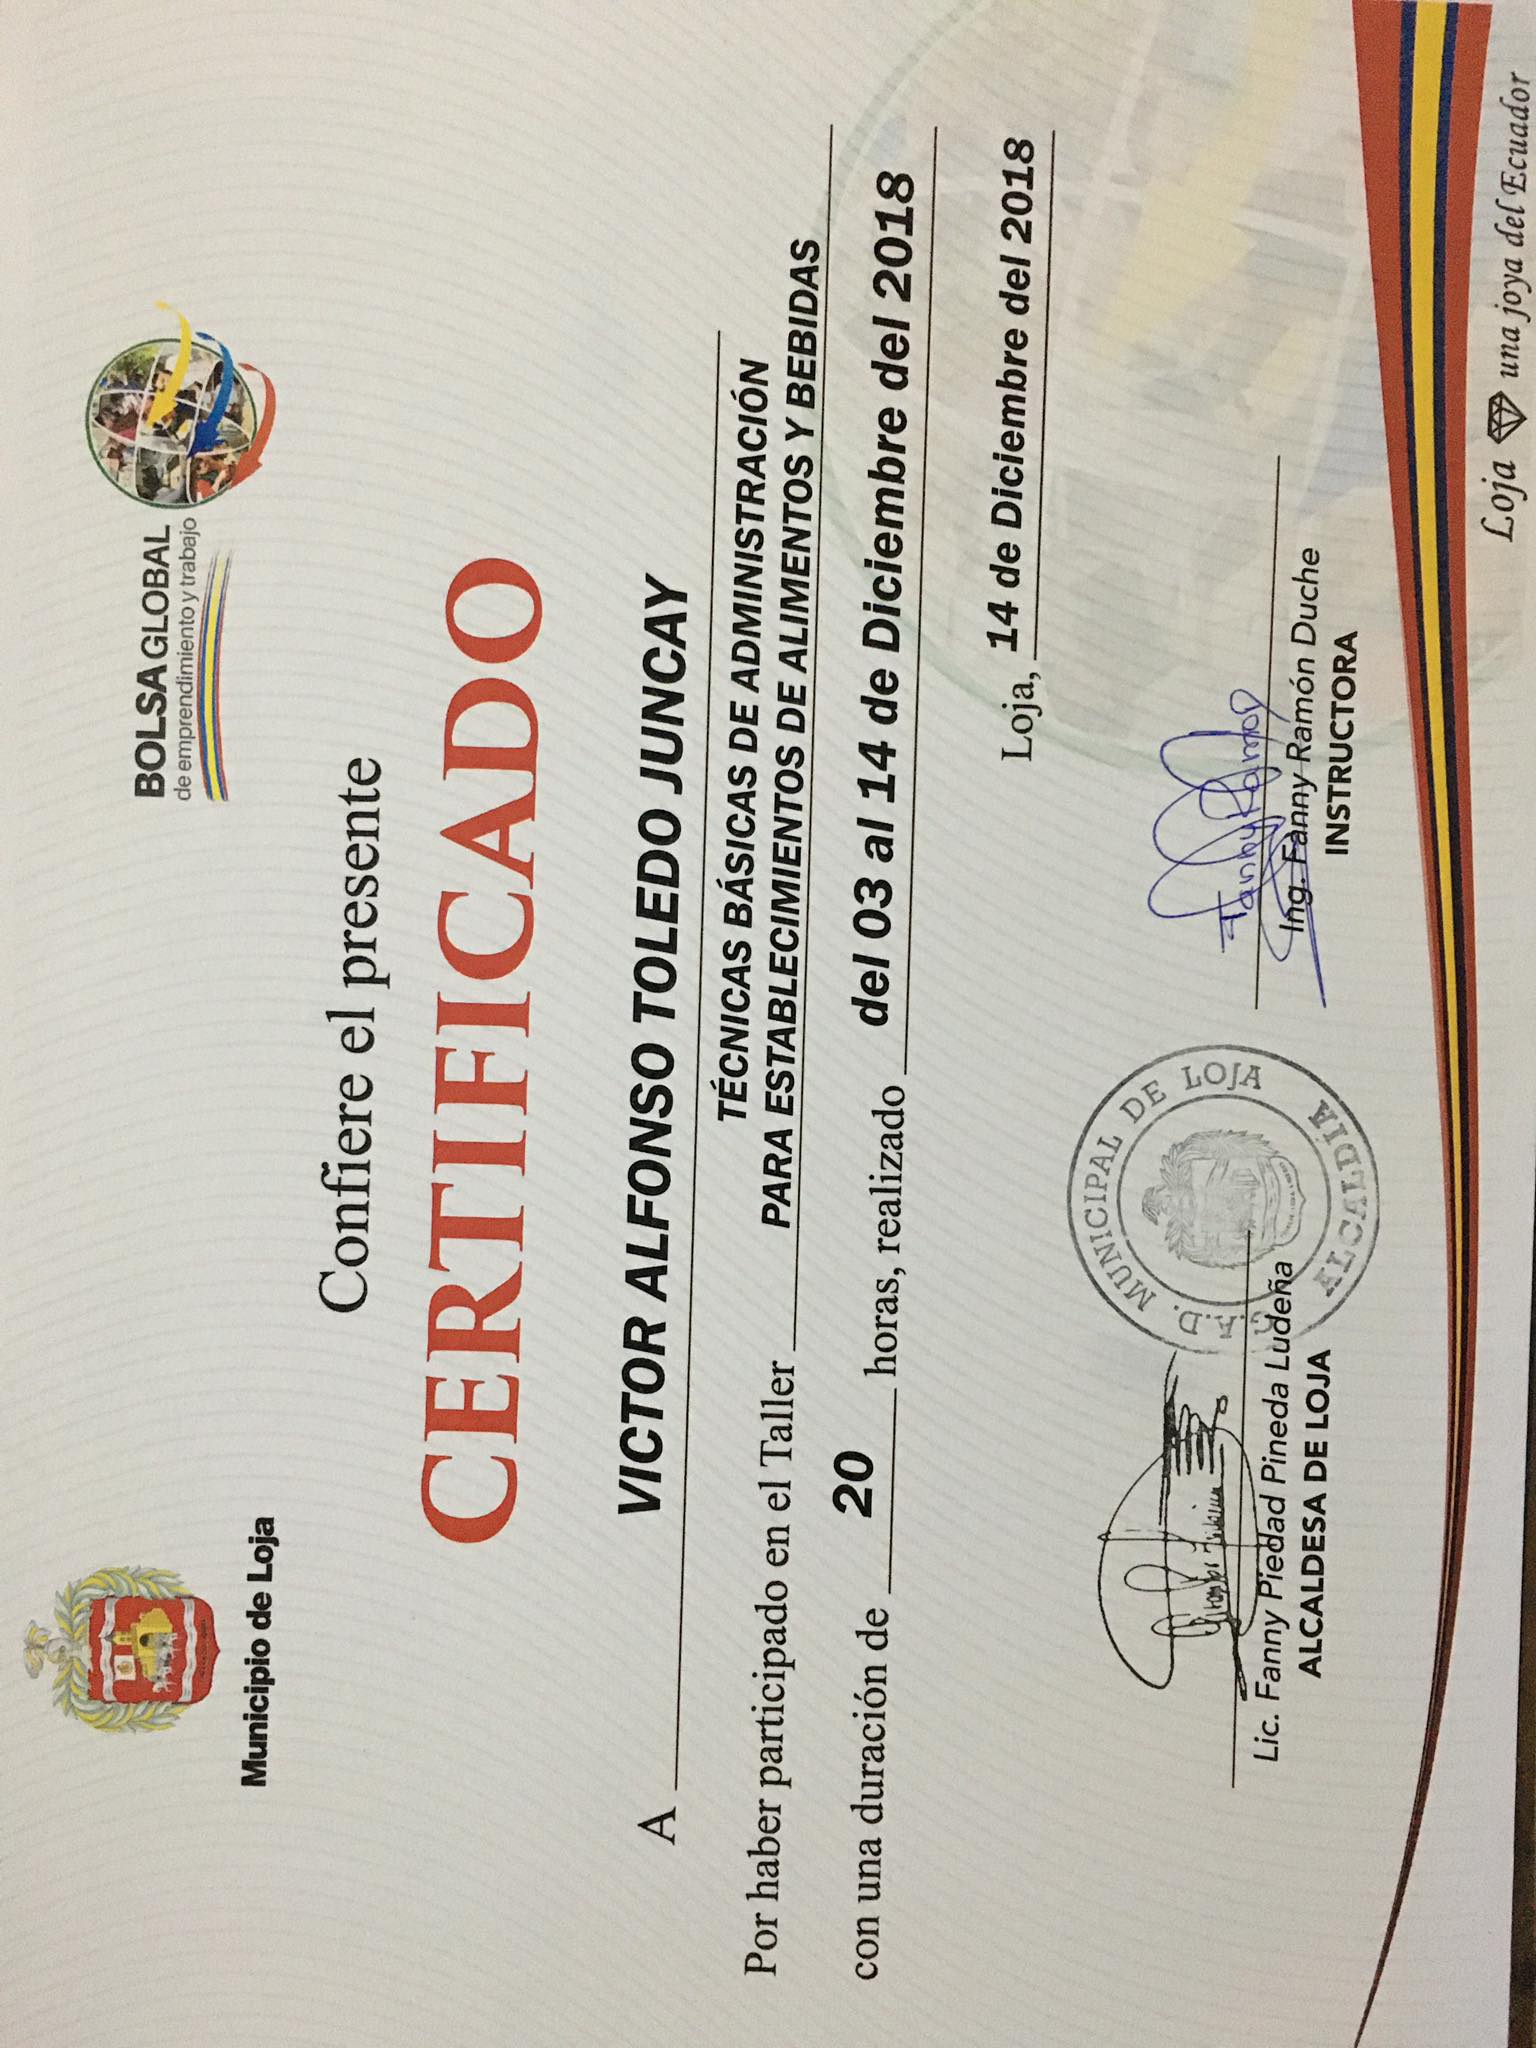 Municipio de Loja
BOLSA GLOBAL
de emprendimiento y trabajo
Confiere el presente
CERTIFICADO
A VICTOR ALFONSO TOLEDO JUNCAY
TÉCNICAS BÁSICAS DE ADMINISTRACIÓN
Por haber participado en el Taller PARA ESTABLECIMIENTOS DE ALIMENTOS Y BEBIDAS
con una duración de 20 horas, realizado del 03 al 14 de Diciembre del 2018
Loja, 14 de Diciembre del 2018
G.A.D. MUNICIPAL DE LOJA
ALCALDIA
Lic. Fanny Piedad Pineda Ludeña
ALCALDESA DE LOJA
Fanny Ramon
Ing. Fanny Ramón Duche
INSTRUCTORA
Loja una joya del Ecuador